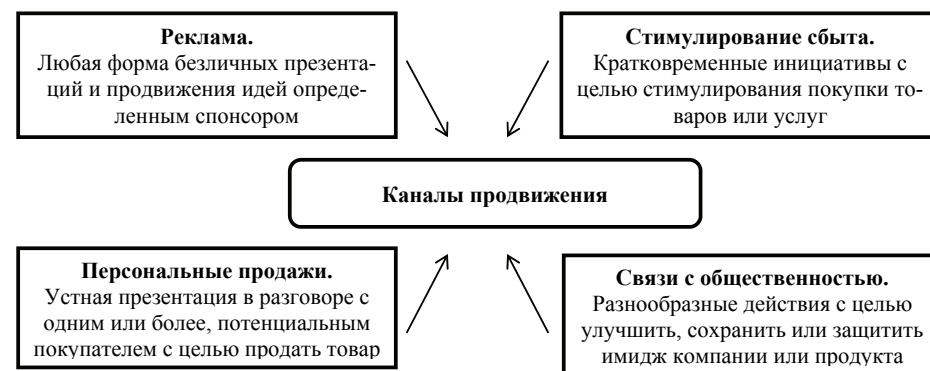 Реклама.
Любая форма безличных презента-
ций и продвижения идей опреде-
ленным спонсором
Стимулирование сбыта.
Кратковременные инициативы с
целью стимулирования покупки то-
варов или услуг
Каналы продвижения
Персональные продажи.
Устная презентация в разговоре с
одним или более, потенциальным
покупателем с целью продать товар
Связи с общественностью.
Разнообразные действия с целью
улучшить, сохранить или защитить
имидж компании или продукта